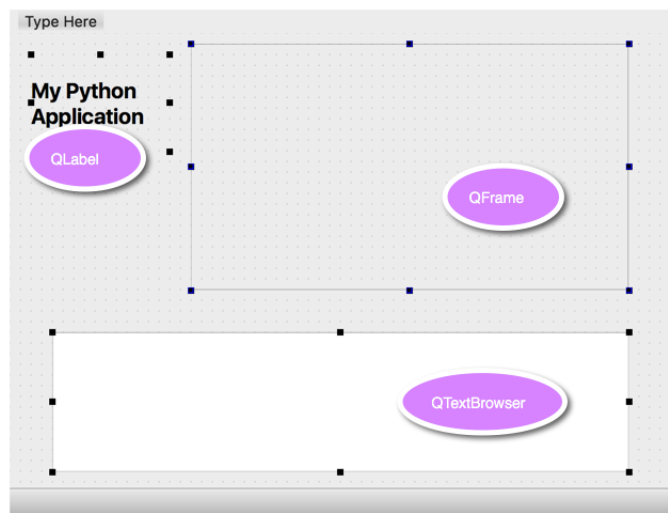 Type Here
My Python
Application
QLabel
QFrame
QTextBrowser